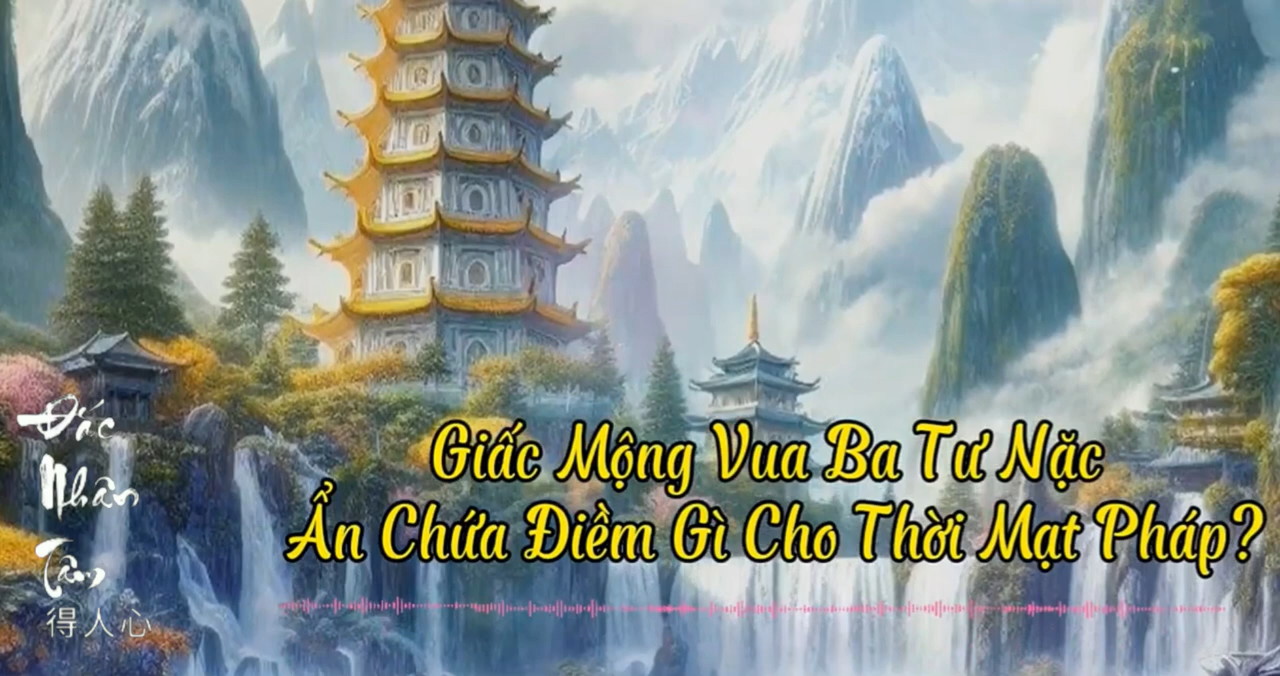 Đắc
Nhân
Tâm
得人心
Giấc Mộng Vua Ba Tư Nặc
Ẩn Chứa Điềm Gì Cho Thời Mạt Pháp?